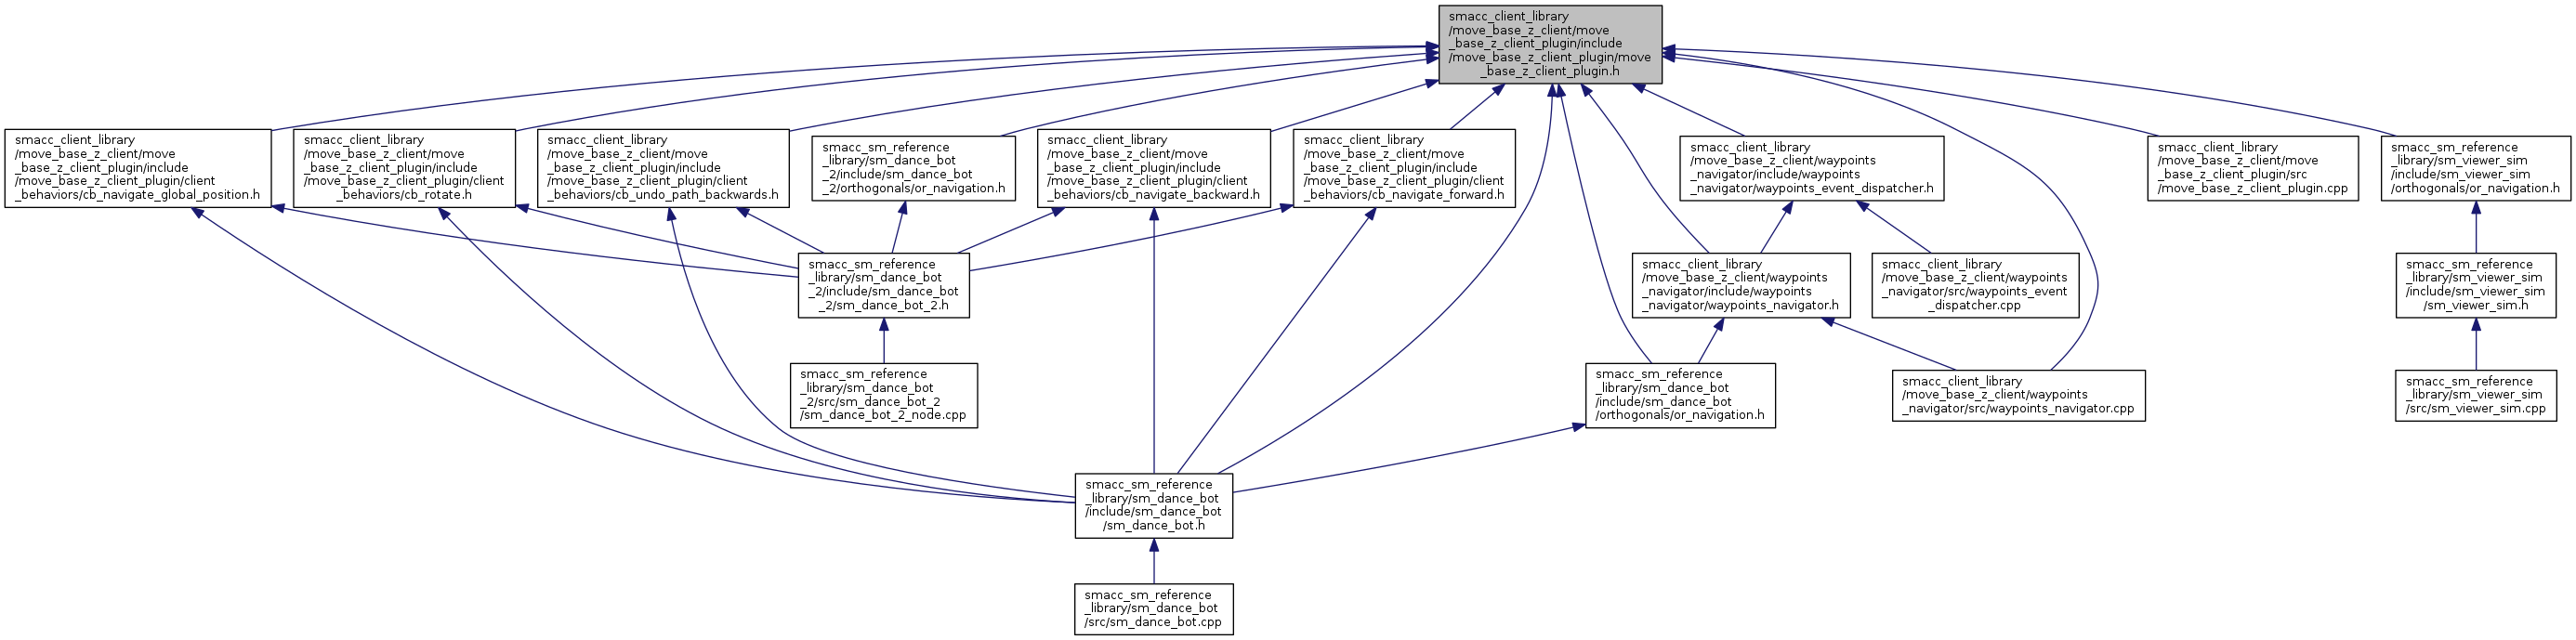 smacc_client_library
/move_base_z_client/move
_base_z_client_plugin/include
/move_base_z_client_plugin/move
_base_z_client_plugin.h
smacc_client_library
/move_base_z_client/move
_base_z_client_plugin/include
/move_base_z_client_plugin/client
_behaviors/cb_navigate_global_position.h
smacc_client_library
/move_base_z_client/move
_base_z_client_plugin/include
/move_base_z_client_plugin/client
_behaviors/cb_rotate.h
smacc_client_library
/move_base_z_client/move
_base_z_client_plugin/include
/move_base_z_client_plugin/client
_behaviors/cb_undo_path_backwards.h
smacc_sm_reference
_library/sm_dance_bot
_2/include/sm_dance_bot
_2/orthogonals/or_navigation.h
smacc_client_library
/move_base_z_client/move
_base_z_client_plugin/include
/move_base_z_client_plugin/client
_behaviors/cb_navigate_backward.h
smacc_client_library
/move_base_z_client/move
_base_z_client_plugin/include
/move_base_z_client_plugin/client
_behaviors/cb_navigate_forward.h
smacc_client_library
/move_base_z_client/waypoints
_navigator/include/waypoints
_navigator/waypoints_event_dispatcher.h
smacc_client_library
/move_base_z_client/move
_base_z_client_plugin/src
/move_base_z_client_plugin.cpp
smacc_sm_reference
_library/sm_viewer_sim
/include/sm_viewer_sim
/orthogonals/or_navigation.h
smacc_sm_reference
_library/sm_dance_bot
_2/include/sm_dance_bot
_2/sm_dance_bot_2.h
smacc_client_library
/move_base_z_client/waypoints
_navigator/include/waypoints
_navigator/waypoints_navigator.h
smacc_client_library
/move_base_z_client/waypoints
_navigator/src/waypoints_event
_dispatcher.cpp
smacc_sm_reference
_library/sm_viewer_sim
/include/sm_viewer_sim
/sm_viewer_sim.h
smacc_sm_reference
_library/sm_dance_bot
_2/src/sm_dance_bot_2
/sm_dance_bot_2_node.cpp
smacc_sm_reference
_library/sm_dance_bot
/include/sm_dance_bot
/orthogonals/or_navigation.h
smacc_client_library
/move_base_z_client/waypoints
_navigator/src/waypoints_navigator.cpp
smacc_sm_reference
_library/sm_viewer_sim
/src/sm_viewer_sim.cpp
smacc_sm_reference
_library/sm_dance_bot
/include/sm_dance_bot
/sm_dance_bot.h
smacc_sm_reference
_library/sm_dance_bot
/src/sm_dance_bot.cpp